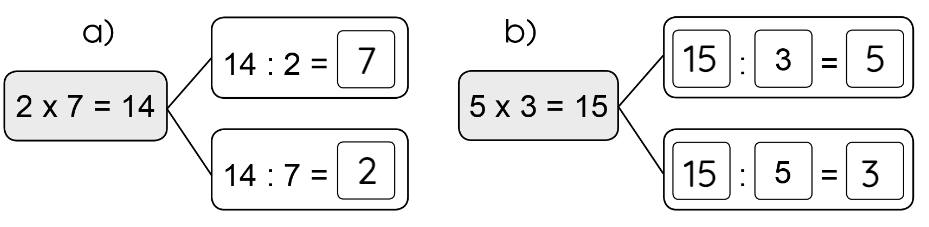 a)
2 x 7 = 14
14 : 2 = 7
14 : 7 = 2
b)
5 x 3 = 15
15 : 3 = 5
15 : 5 = 3